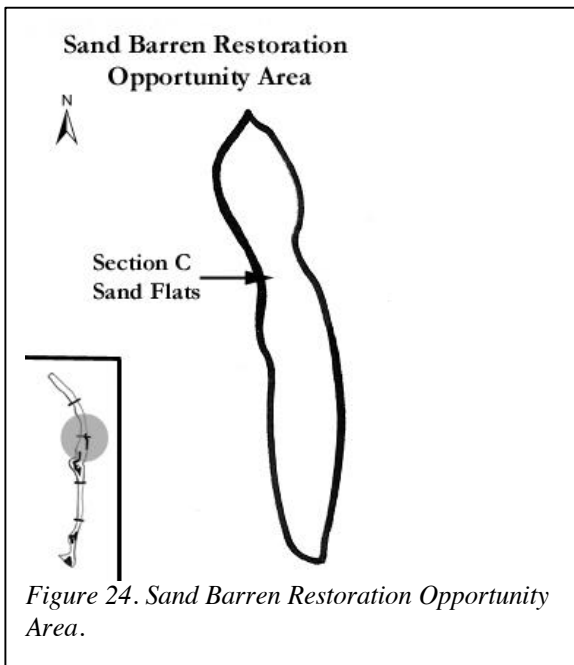 Sand Barren Restoration
Opportunity Area
N
Section C
Sand Flats
Figure 24. Sand Barren Restoration Opportunity
Area.